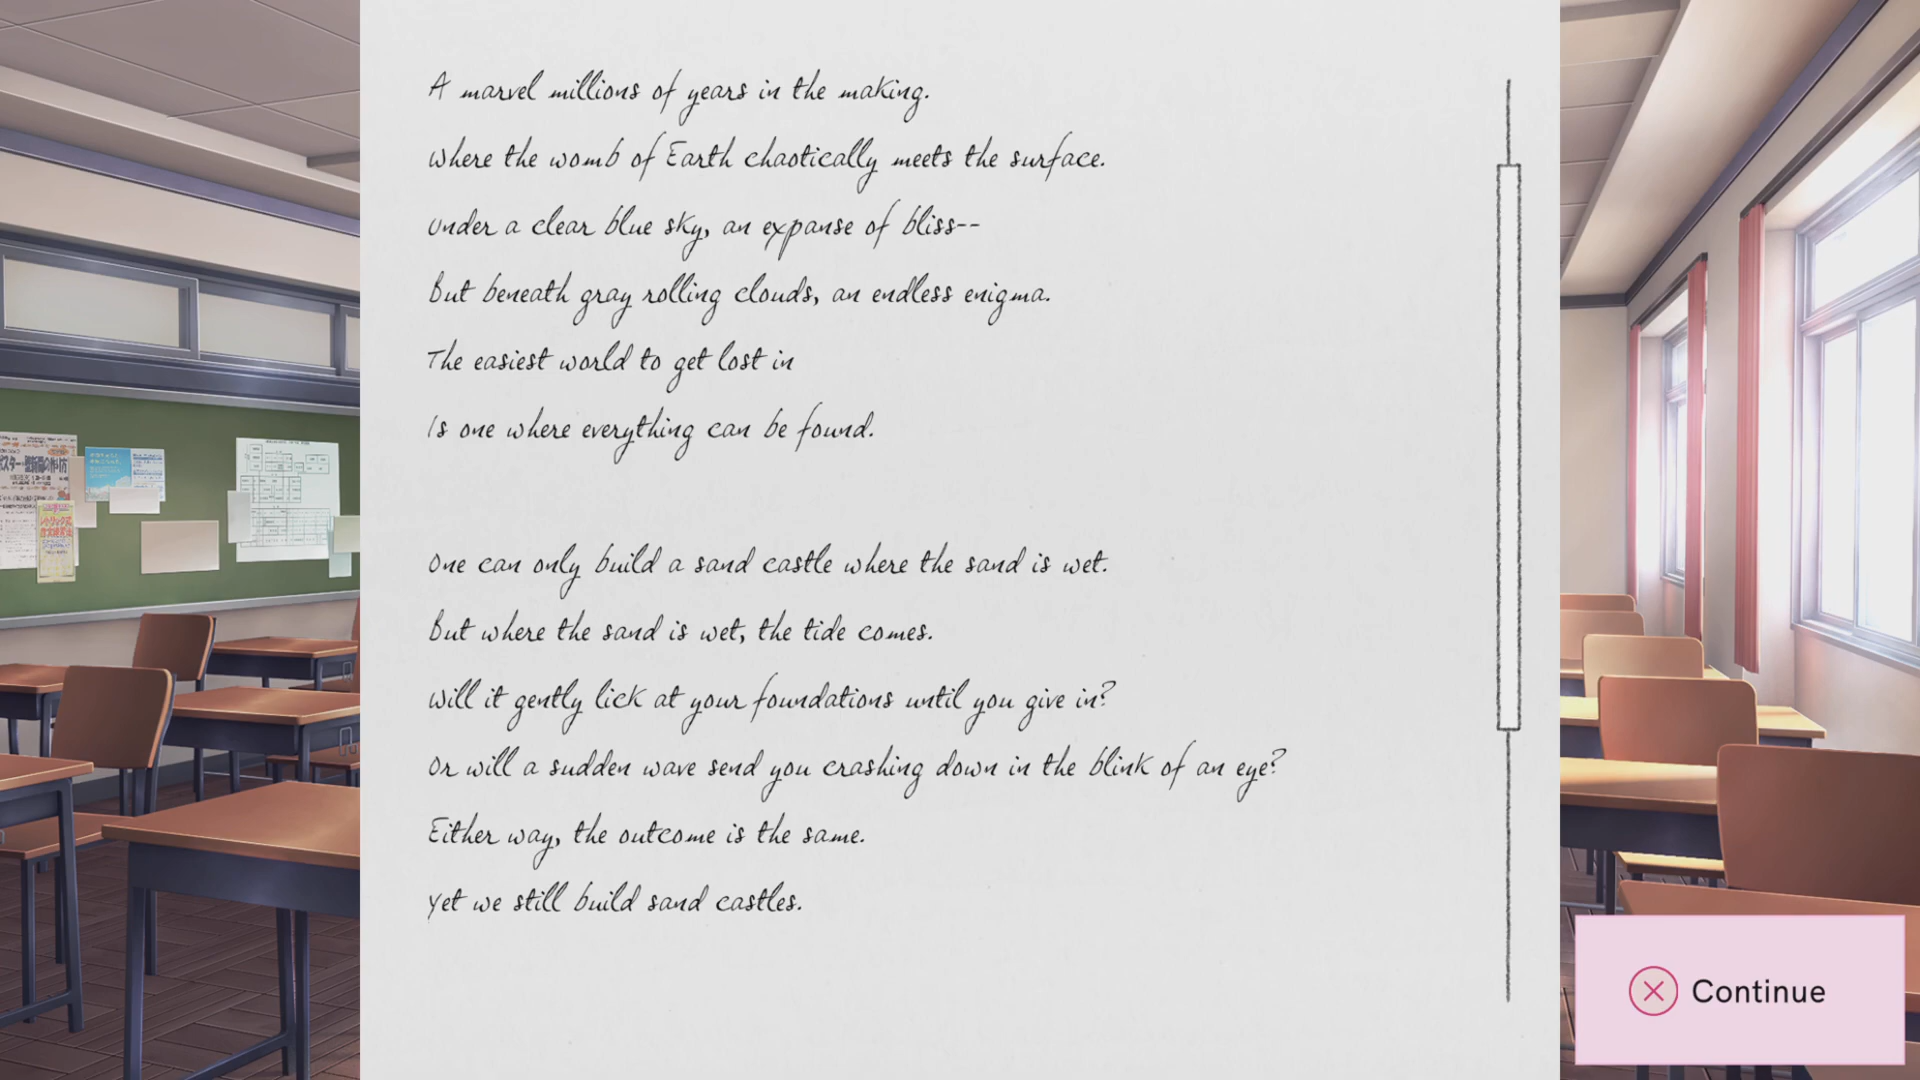 A marvel millions of years in the making.
Where the womb of Earth chaotically meets the surface.
Under a clear blue sky, an expanse of bliss--
But beneath gray rolling clouds, an endless enigma.
The easiest world to get lost in
Is one where everything can be found.
One can only build a sand castle where the sand is wet.
But where the sand is wet, the tide comes.
Will it gently lick at your foundations until you give in?
Or will a sudden wave send you crashing down in the blink of an eye?
Either way, the outcome is the same.
Yet we still build sand castles.
Continue